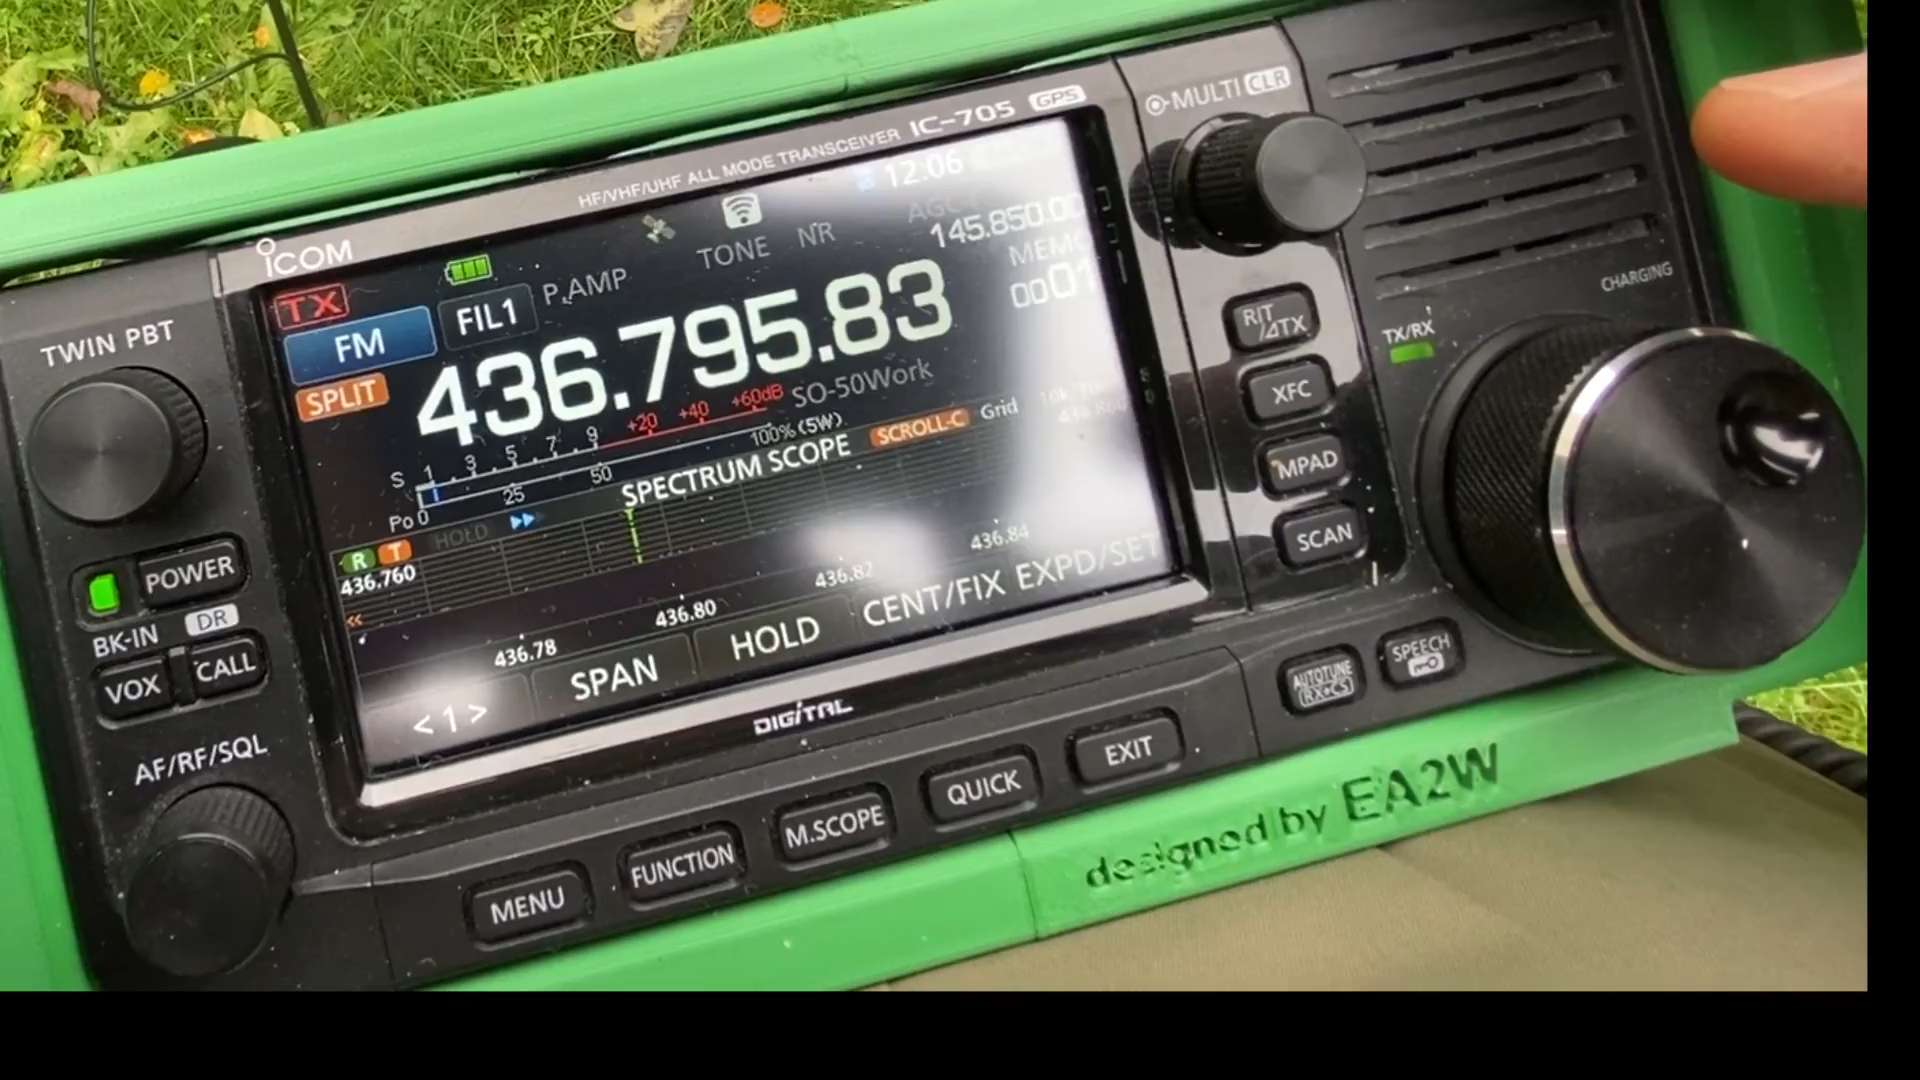 MULTI CLR
HF/VHF/UHF ALL MODE TRANSCEIVER IC-705 GPS
ICOM
12:06
TONE NR AGC
145.850.00
TX P.AMP
FM FIL1
MEMO
0001
436.795.83
SPLIT
SO-50Work
S 1 3 5 7 9 +20 +40 +60dB
Po 0 25 50 100% (5W)
SPECTRUM SCOPE SCROLL-C Grid
HOLD
R T
436.760
436.78 436.80 436.82 436.84
<1> SPAN HOLD CENT/FIX EXPD/SET
DIGITAL
TWIN PBT
POWER
BK-IN DR
VOX CALL
AF/RF/SQL
MENU FUNCTION M.SCOPE QUICK EXIT
CHARGING
TX/RX
RIT
/⊿TX
XFC
MPAD
SCAN
AUTOTUNE
RX→CS
SPEECH
designed by EA2W